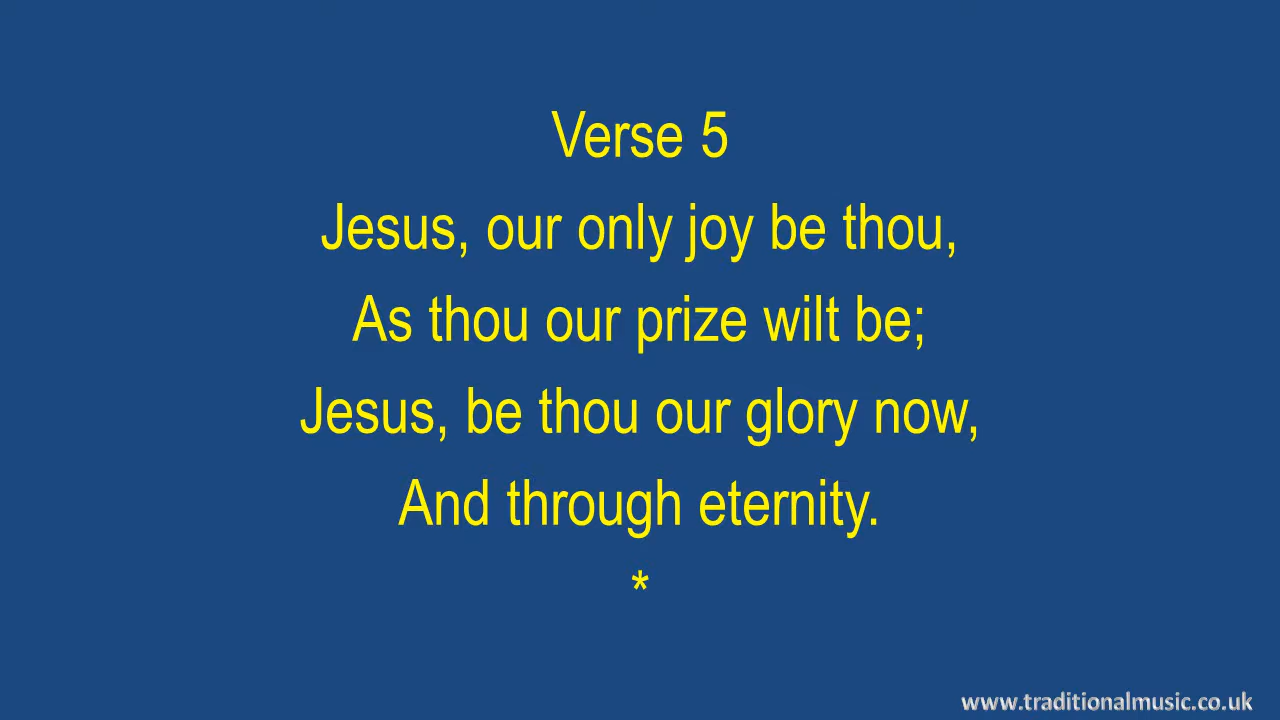 Verse 5
Jesus, our only joy be thou,
As thou our prize wilt be;
Jesus, be thou our glory now,
And through eternity.
*
www.traditionalmusic.co.uk